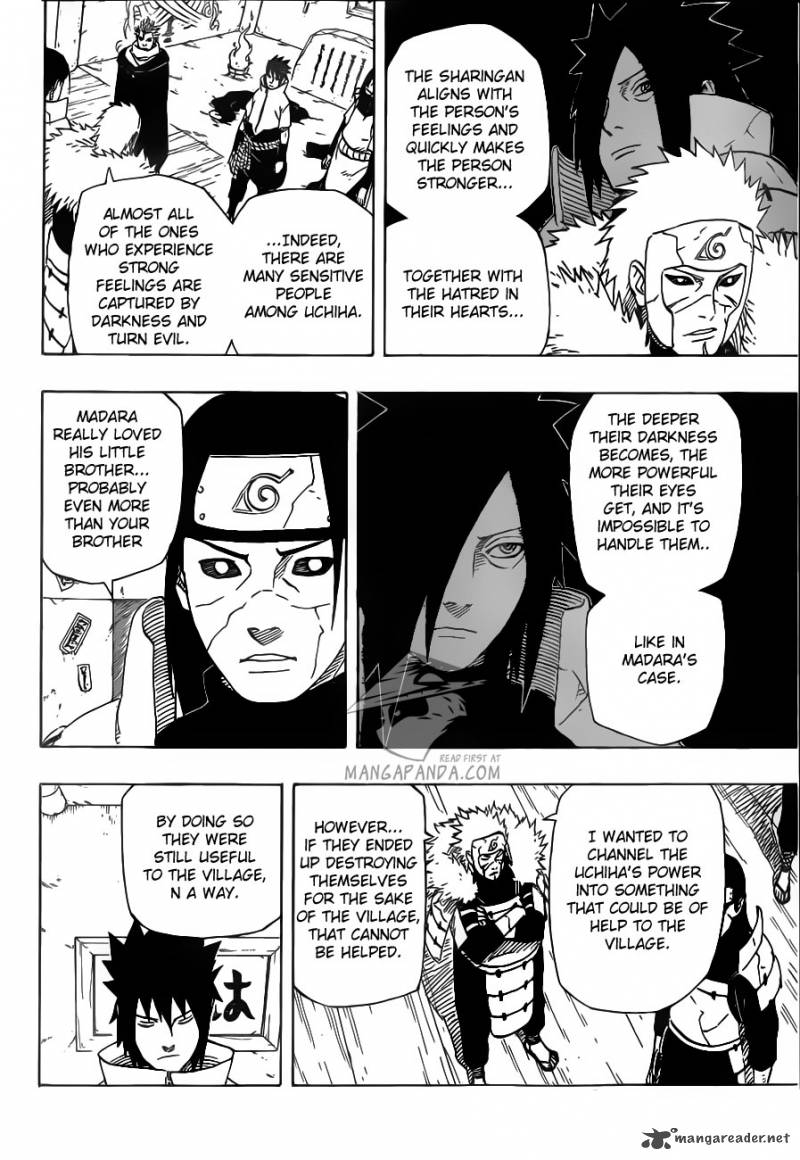 THE SHARINGAN
ALIGNS WITH
THE PERSON'S
FEELINGS AND
QUICKLY MAKES
THE PERSON
STRONGER...
TOGETHER WITH
THE HATRED IN
THEIR HEARTS...
...INDEED,
THERE ARE
MANY SENSITIVE
PEOPLE
AMONG UCHIHA.
ALMOST ALL
OF THE ONES
WHO EXPERIENCE
STRONG
FEELINGS ARE
CAPTURED BY
DARKNESS AND
TURN EVIL.
THE DEEPER
THEIR DARKNESS
BECOMES, THE
MORE POWERFUL
THEIR EYES
GET, AND IT'S
IMPOSSIBLE TO
HANDLE THEM..
LIKE IN
MADARA'S
CASE.
MADARA
REALLY LOVED
HIS LITTLE
BROTHER...
PROBABLY
EVEN MORE
THAN YOUR
BROTHER
READ FIRST AT
MANGAPANDA.COM
I WANTED TO
CHANNEL THE
UCHIHA'S POWER
INTO SOMETHING
THAT COULD BE OF
HELP TO THE
VILLAGE.
HOWEVER...
IF THEY ENDED
UP DESTROYING
THEMSELVES
FOR THE SAKE
OF THE VILLAGE,
THAT CANNOT
BE HELPED.
BY DOING SO
THEY WERE
STILL USEFUL
TO THE VILLAGE,
N A WAY.
は
mangareader.net